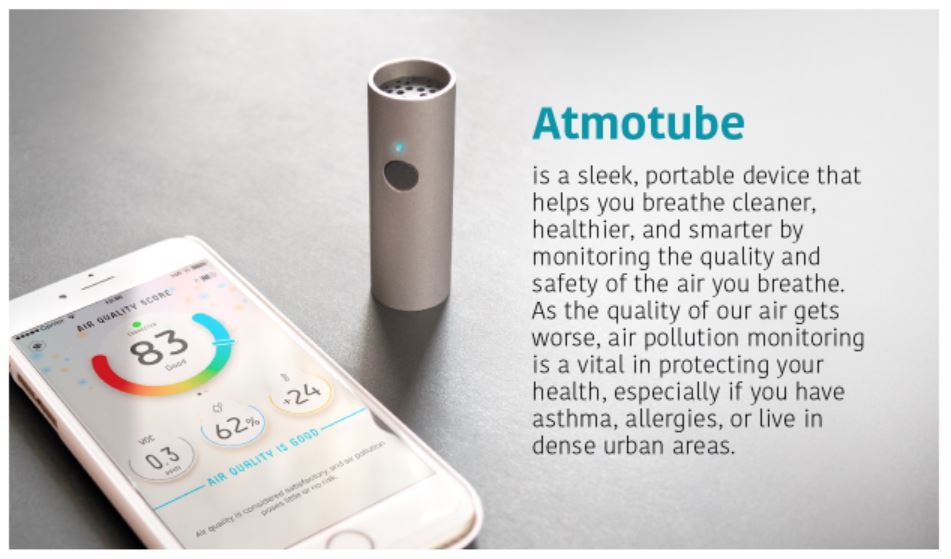 Atmotube
is a sleek, portable device that
helps you breathe cleaner,
healthier, and smarter by
monitoring the quality and
safety of the air you breathe.
As the quality of our air gets
worse, air pollution monitoring
is a vital in protecting your
health, especially if you have
asthma, allergies, or live in
dense urban areas.
Carrier
AIR QUALITY SCORE
CONNECTED
83
Good
VOC
0.3
PPM
62%
+24
AIR QUALITY IS GOOD
Air quality is considered satisfactory, and air pollution
poses little or no risk.